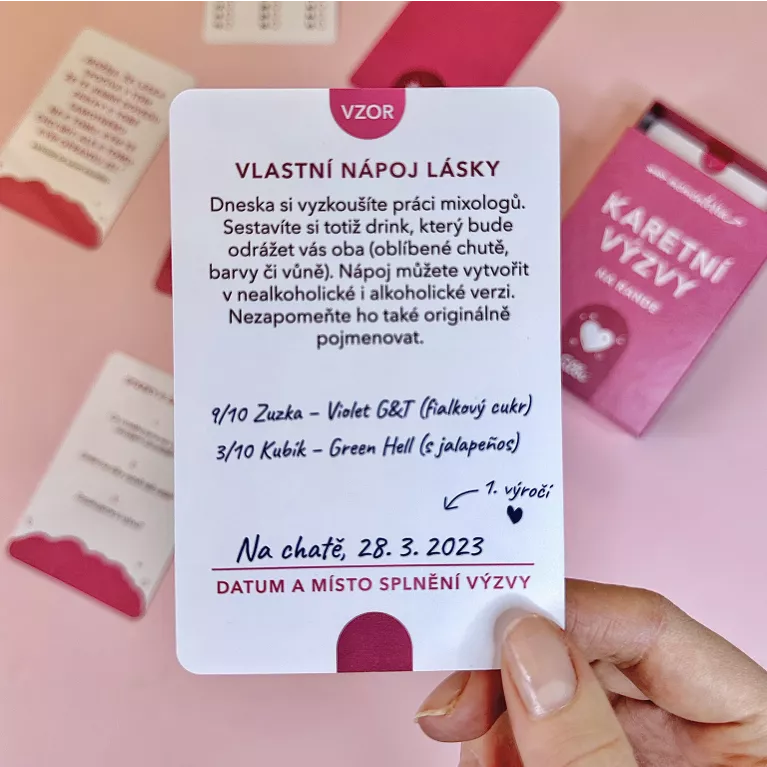 VZOR
VLASTNÍ NÁPOJ LÁSKY
Dneska si vyzkoušíte práci mixologů.
Sestavíte si totiž drink, který bude
odrážet vás oba (oblíbené chutě,
barvy či vůně). Nápoj můžete vytvořit
v nealkoholické i alkoholické verzi.
Nezapomeňte ho také originálně
pojmenovat.
9/10 Zuzka – Violet G&T (fialkový cukr)
3/10 Kubík – Green Hell (s jalapeños)
1. výročí
Na chatě, 28. 3. 2023
DATUM A MÍSTO SPLNĚNÍ VÝZVY
KARETNÍ
VÝZVY
NA RANDE